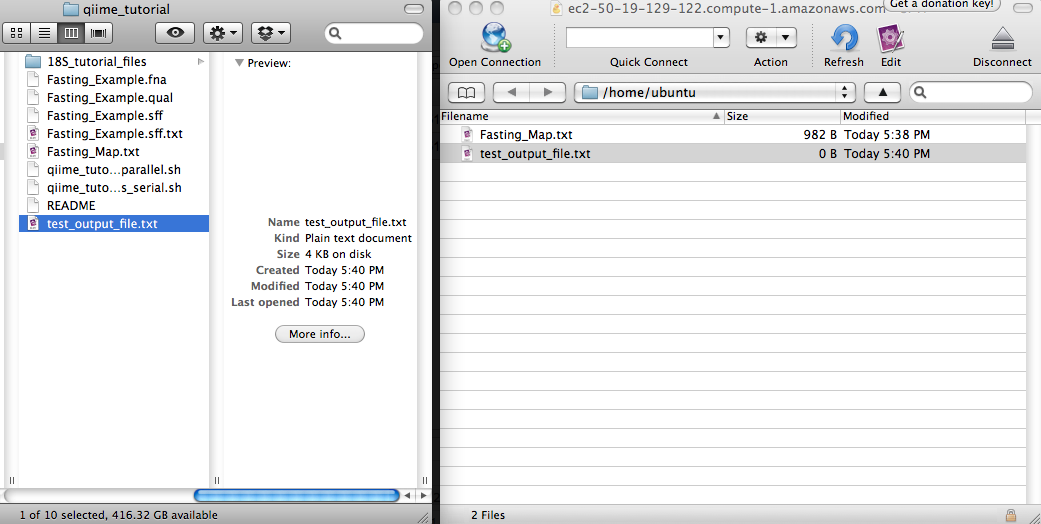 qiime_tutorial
18S_tutorial_files
Fasting_Example.fna
Fasting_Example.qual
Fasting_Example.sff
Fasting_Example.sff.txt
Fasting_Map.txt
qiime_tuto...parallel.sh
qiime_tuto...s_serial.sh
README
test_output_file.txt
Preview:
Name test_output_file.txt
Kind Plain text document
Size 4 KB on disk
Created Today 5:40 PM
Modified Today 5:40 PM
Last opened Today 5:40 PM
More info...
1 of 10 selected, 416.32 GB available
ec2-50-19-129-122.compute-1.amazonaws.com
Get a donation key!
Open Connection Quick Connect Action Refresh Edit Disconnect
/home/ubuntu
Filename Size Modified
Fasting_Map.txt 982 B Today 5:38 PM
test_output_file.txt 0 B Today 5:40 PM
2 Files